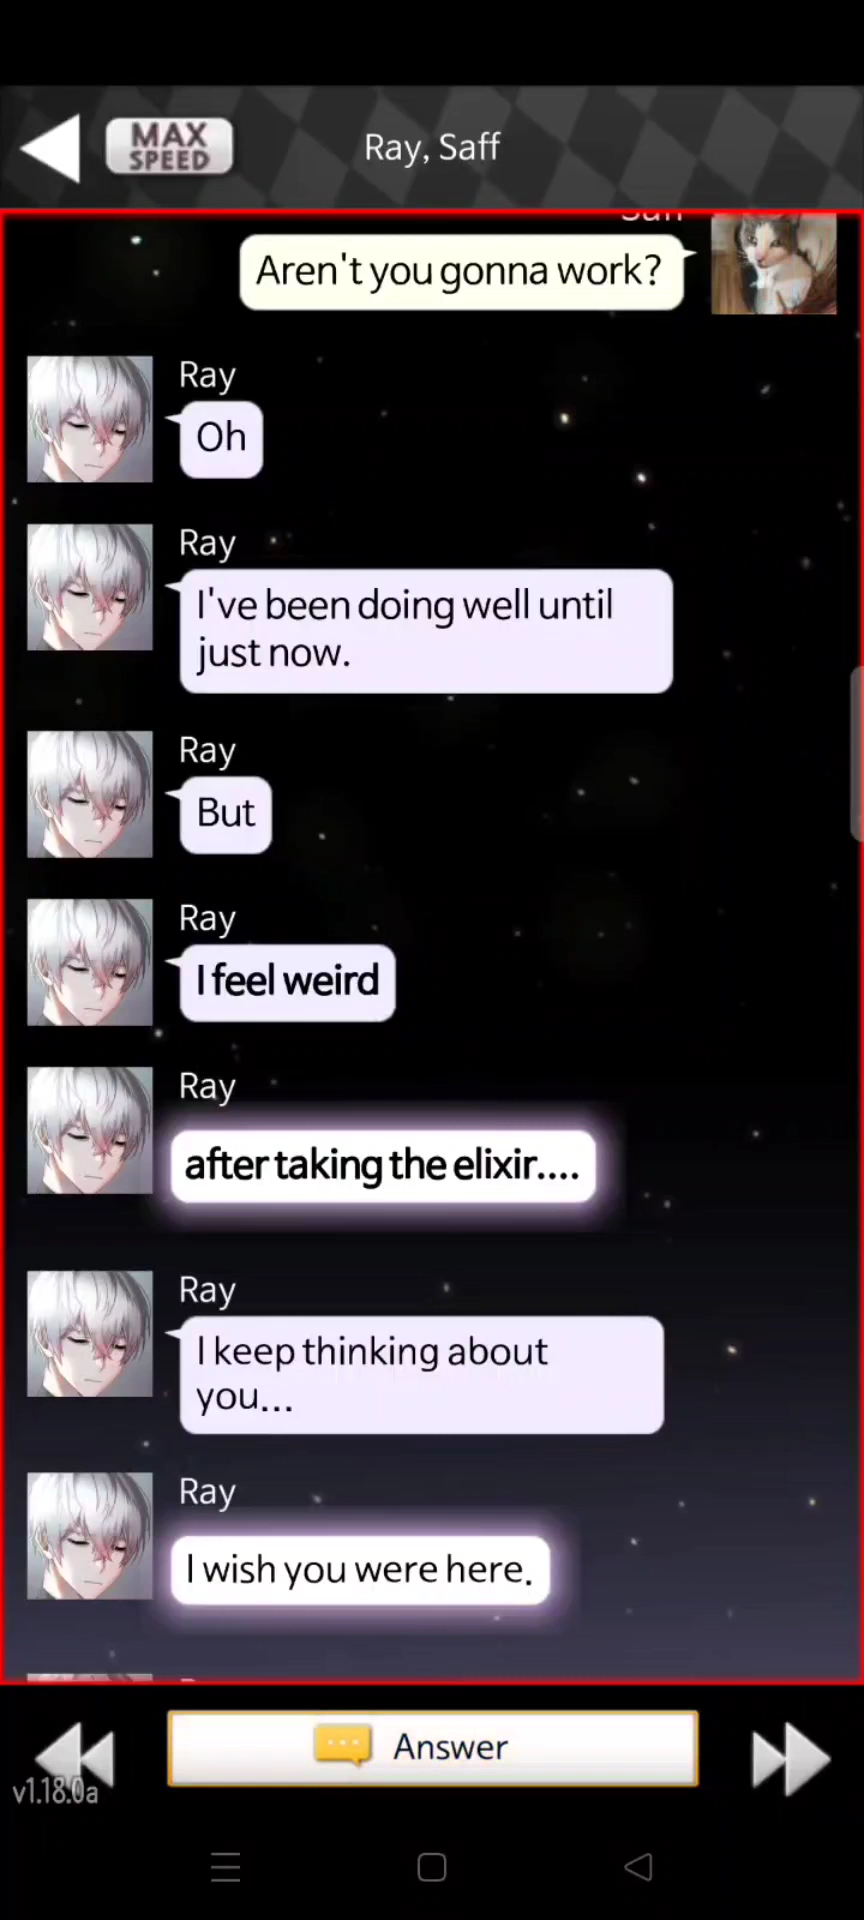 MAX
SPEED
Ray, Saff
Aren't you gonna work?
Ray
Oh
Ray
I've been doing well until
just now.
Ray
But
Ray
I feel weird
Ray
after taking the elixir....
Ray
I keep thinking about
you...
Ray
I wish you were here.
Answer
v1.18.0a